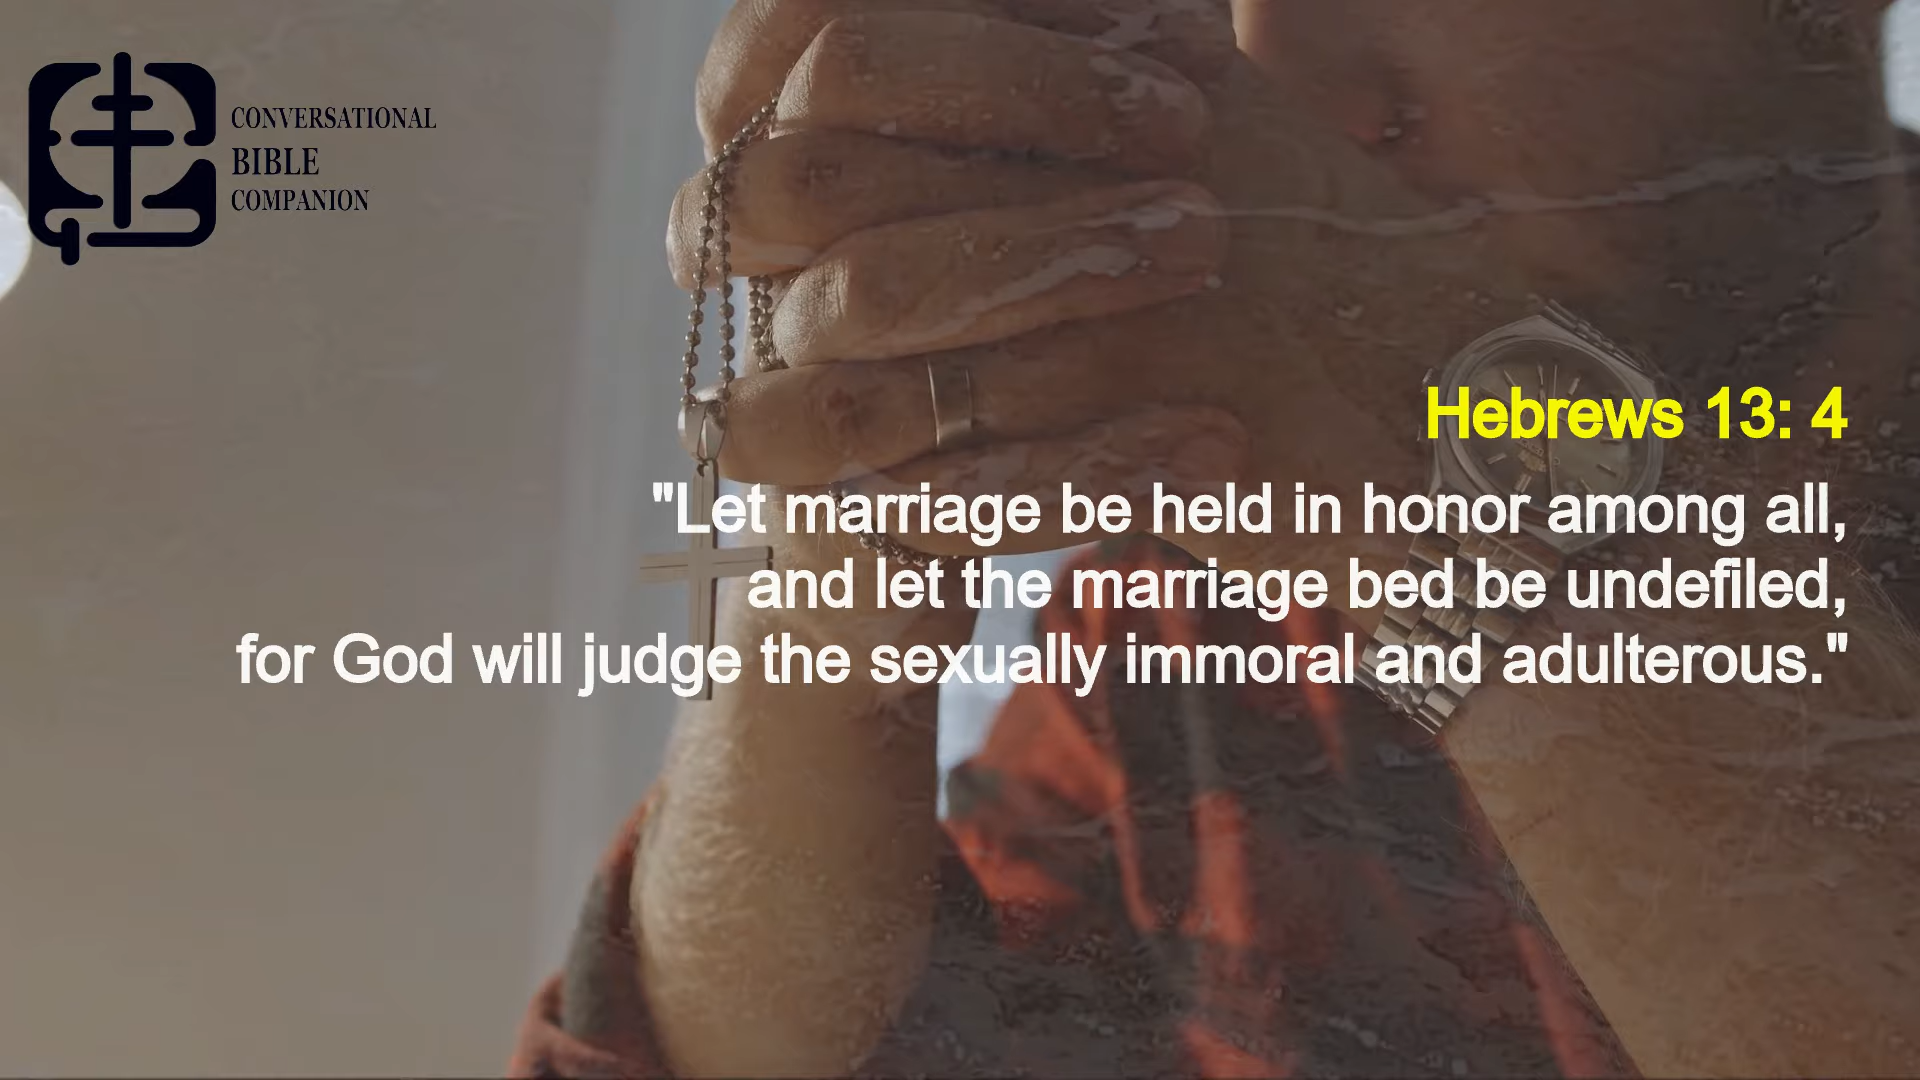 CONVERSATIONAL
BIBLE
COMPANION
Hebrews 13: 4
"Let marriage be held in honor among all,
and let the marriage bed be undefiled,
for God will judge the sexually immoral and adulterous."